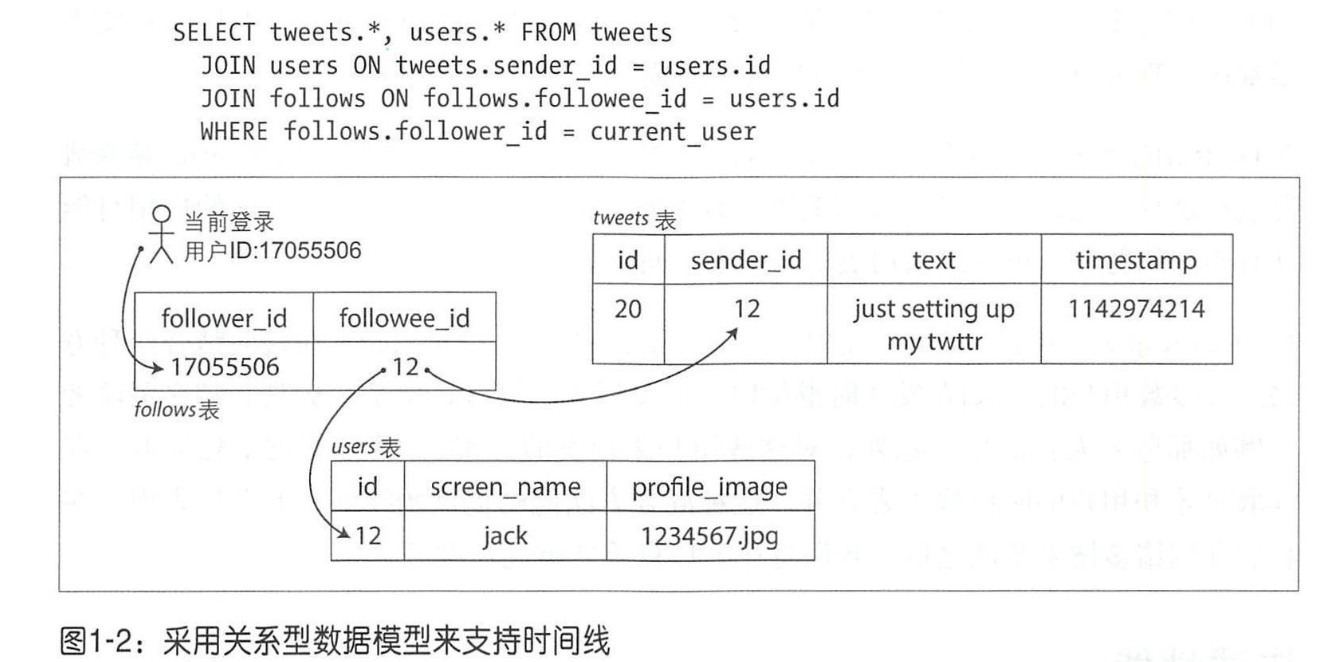 SELECT tweets.*, users.* FROM tweets
JOIN users ON tweets.sender_id = users.id
JOIN follows ON follows.followee_id = users.id
WHERE follows.follower_id = current_user
当前登录
用户ID:17055506
follower_id followee_id
17055506 12
follows表
tweets 表
id sender_id text timestamp
20 12 just setting up 1142974214
my twttr
users 表
id screen_name profile_image
12 jack 1234567.jpg
图1-2：采用关系型数据模型来支持时间线